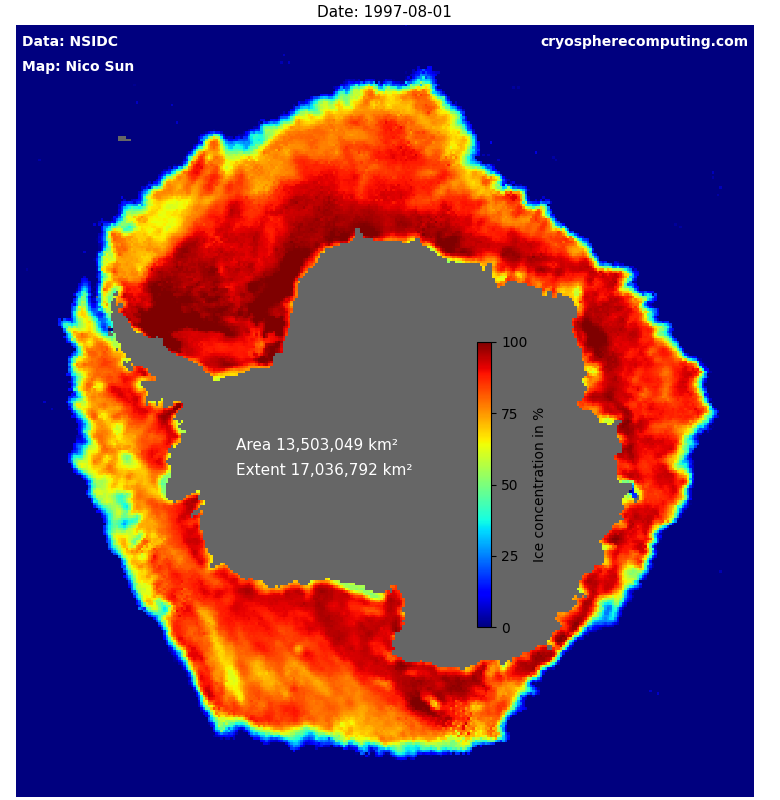 Date: 1997-08-01
Data: NSIDC
cryospherecomputing.com
Map: Nico Sun
100
75
50
25
0
Ice concentration in %
Area 13,503,049 km²
Extent 17,036,792 km²